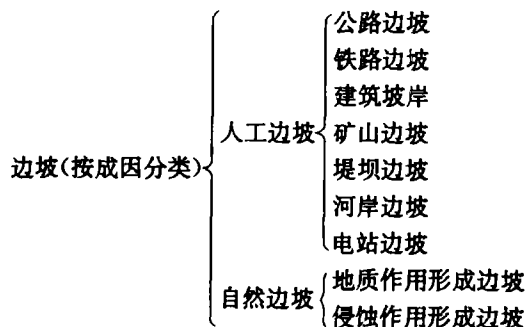 公路边坡
铁路边坡
建筑坡岸
人工边坡
矿山边坡
边坡(按成因分类)
堤坝边坡
河岸边坡
电站边坡
自然边坡
地质作用形成边坡
侵蚀作用形成边坡